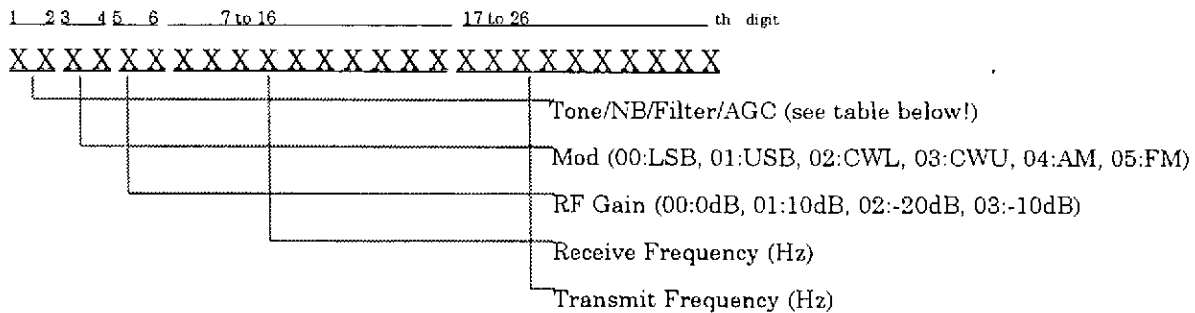 1 2 3 4 5 6 7 to 16 17 to 26 th digit
X X X X X X X X X X X X X X X X X X X X X X X X X X
Tone/NB/Filter/AGC (see table below!)
Mod (00:LSB, 01:USB, 02:CWL, 03:CWU, 04:AM, 05:FM)
RF Gain (00:0dB, 01:10dB, 02:-20dB, 03:-10dB)
Receive Frequency (Hz)
Transmit Frequency (Hz)